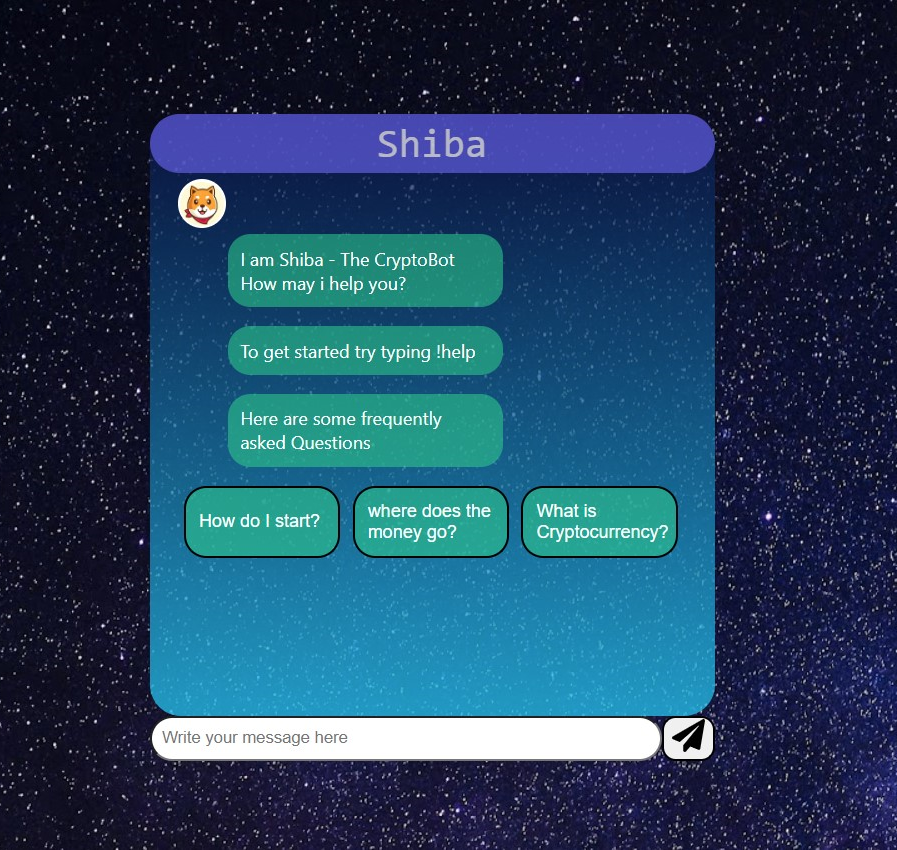 Shiba
I am Shiba - The CryptoBot
How may i help you?
To get started try typing !help
Here are some frequently
asked Questions
How do I start?
where does the
money go?
What is
Cryptocurrency?
Write your message here